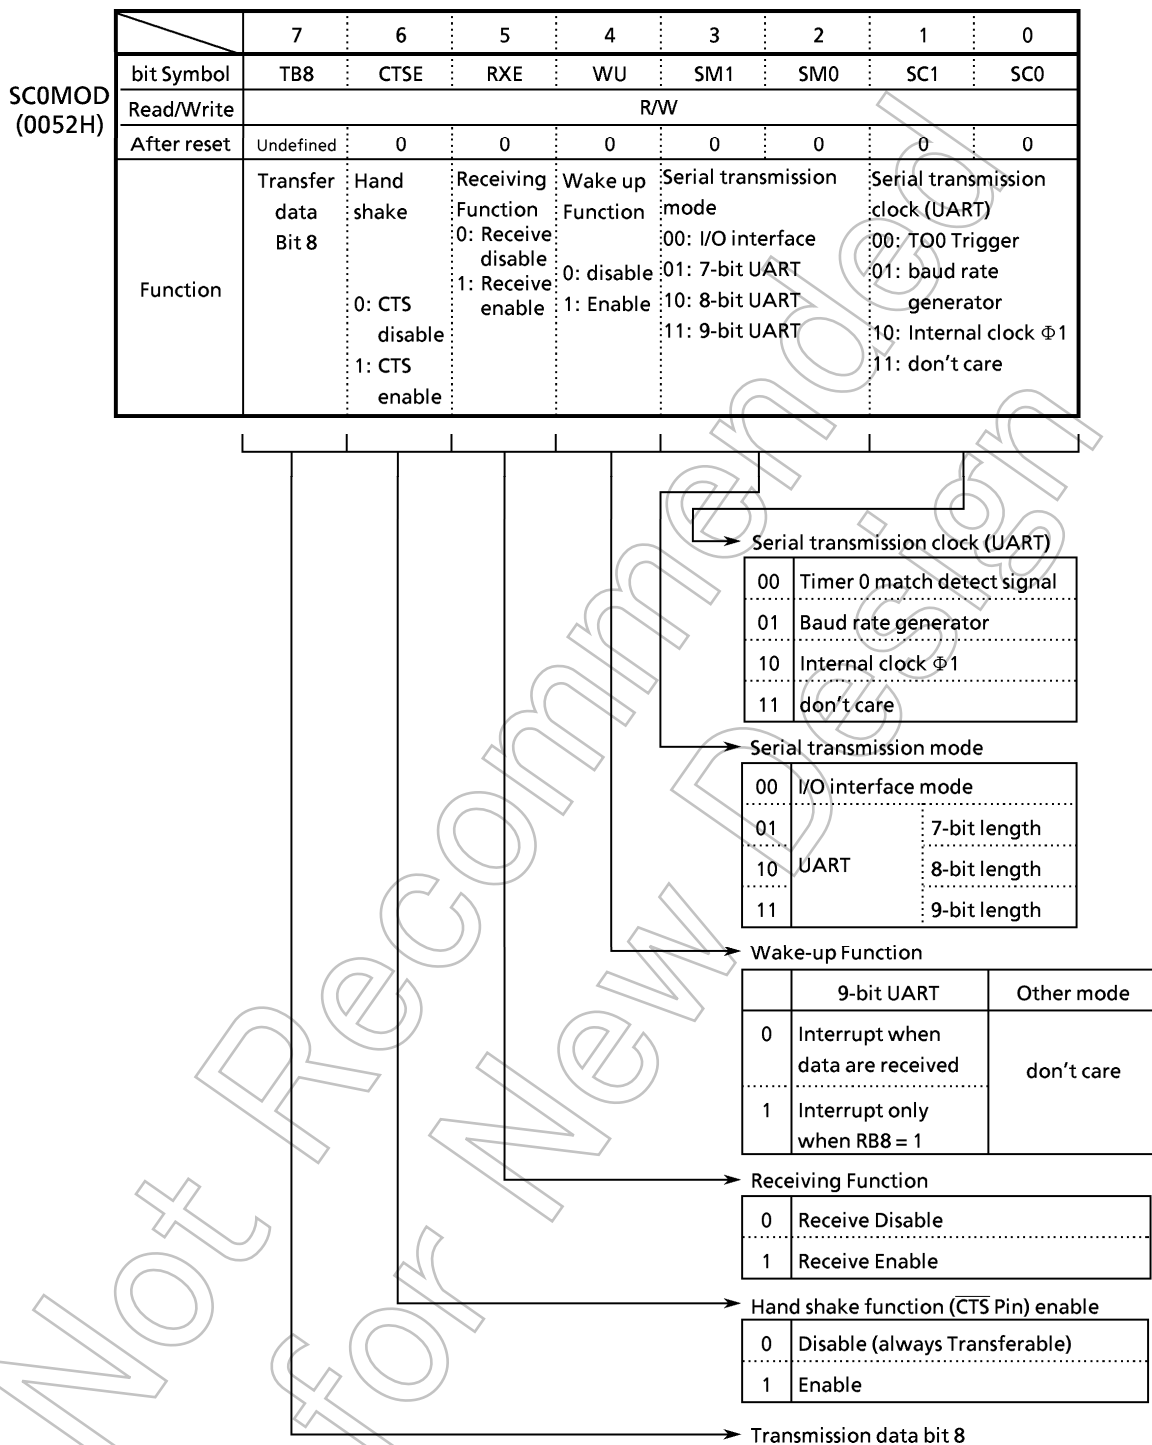 7 6 5 4 3 2 1 0
bit Symbol TB8 CTSE RXE WU SM1 SM0 SC1 SC0
SC0MOD
(0052H)
Read/Write R/W
After reset Undefined 0 0 0 0 0 0 0
Function
Transfer
data
Bit 8
Hand
shake
0: CTS
disable
1: CTS
enable
Receiving
Function
0: Receive
disable
1: Receive
enable
Wake up
Function
0: disable
1: Enable
Serial transmission
mode
00: I/O interface
01: 7-bit UART
10: 8-bit UART
11: 9-bit UART
Serial transmission
clock (UART)
00: TO0 Trigger
01: baud rate
generator
10: Internal clock Φ1
11: don't care
Serial transmission clock (UART)
00 Timer 0 match detect signal
01 Baud rate generator
10 Internal clock Φ1
11 don't care
Serial transmission mode
00 I/O interface mode
01 7-bit length
10 UART 8-bit length
11 9-bit length
Wake-up Function
9-bit UART Other mode
0 Interrupt when
data are received
don't care
1 Interrupt only
when RB8 = 1
Receiving Function
0 Receive Disable
1 Receive Enable
Hand shake function (C̅T̅S̅ Pin) enable
0 Disable (always Transferable)
1 Enable
Transmission data bit 8
Not Recommended
for New Design